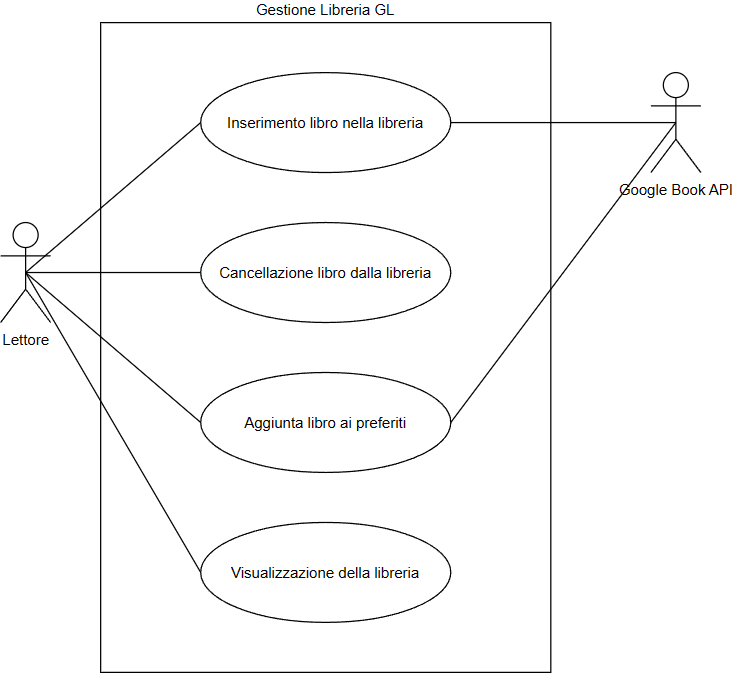 Gestione Libreria GL
Inserimento libro nella libreria
Google Book API
Cancellazione libro dalla libreria
Lettore
Aggiunta libro ai preferiti
Visualizzazione della libreria